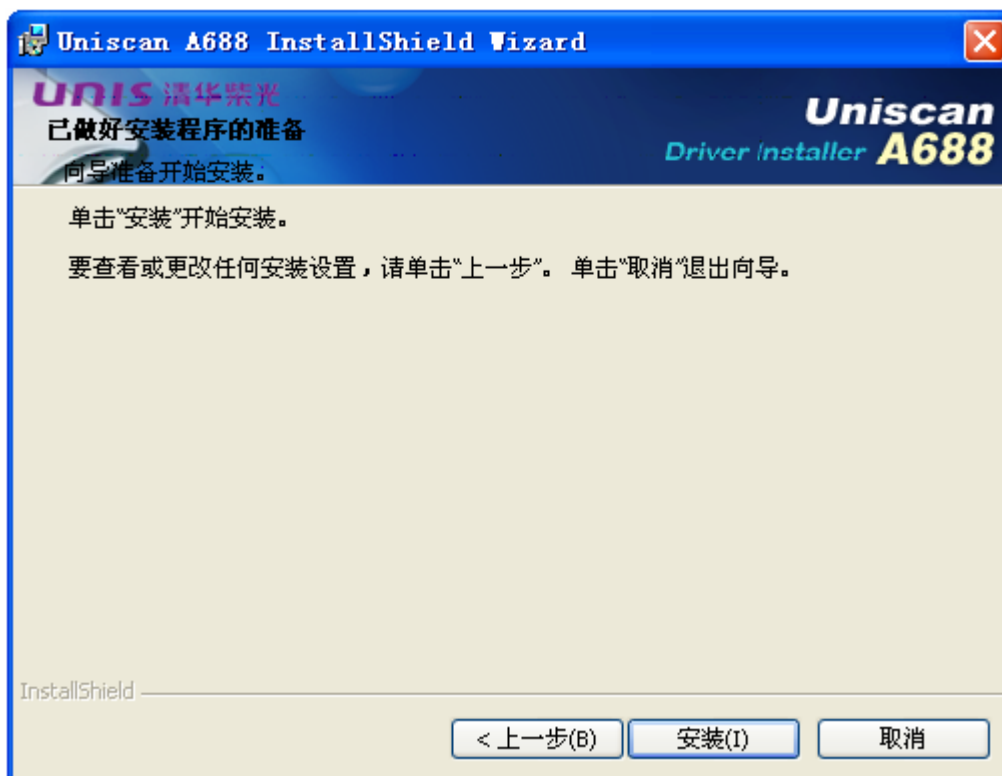 Uniscan A688 InstallShield Wizard
UNIS 清华紫光
已做好安装程序的准备
向导准备开始安装。
Uniscan
Driver Installer A688
单击“安装”开始安装。
要查看或更改任何安装设置，请单击“上一步”。 单击“取消”退出向导。
InstallShield
< 上一步(B)
安装(I)
取消